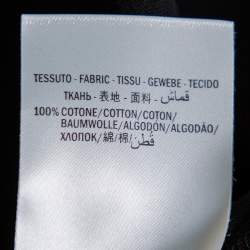 TESSUTO - FABRIC - TISSU - GEWEBE - TECIDO
ТКАНЬ - 表地 - 面料 - قماش
100% COTONE/COTTON/COTON/
BAUMWOLLE/ALGODÓN/ALGODÃO/
ХЛОПОК/綿/棉/قطن